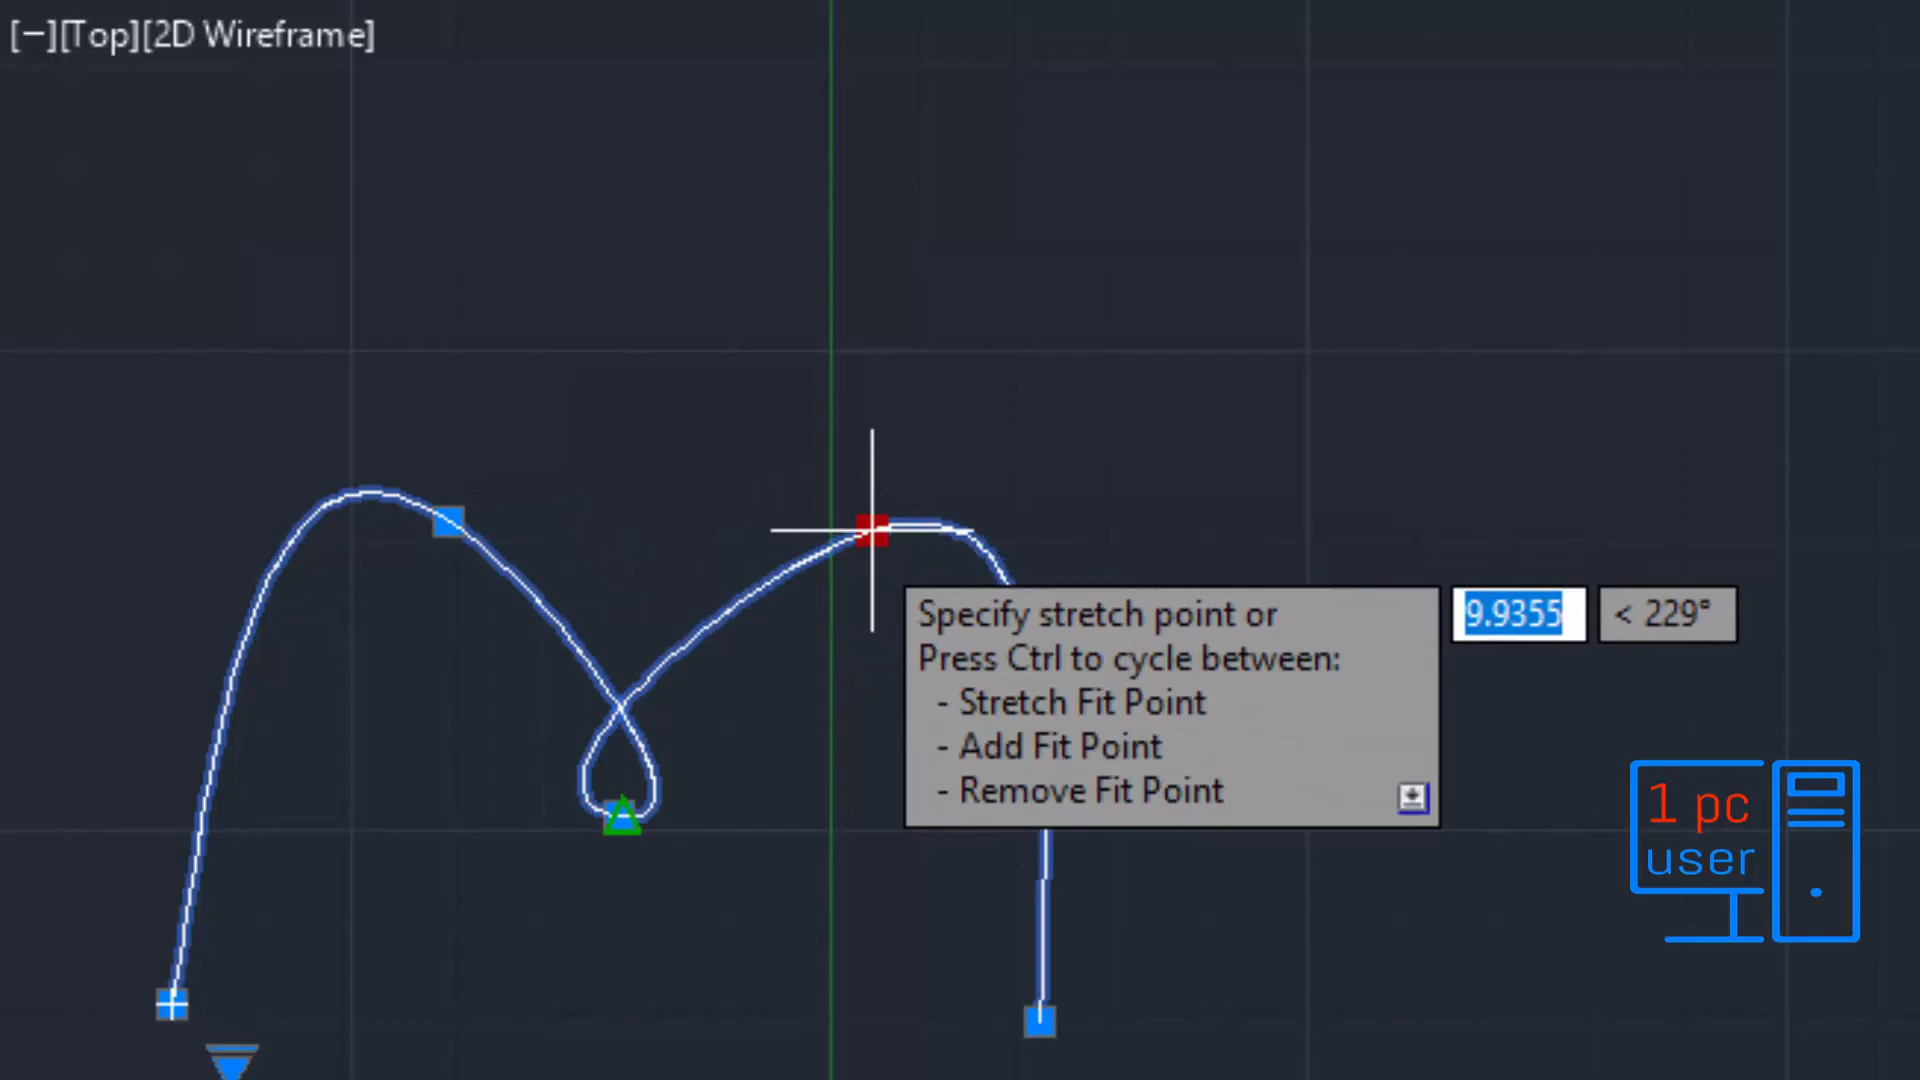 [−][Top][2D Wireframe]
Specify stretch point or
Press Ctrl to cycle between:
- Stretch Fit Point
- Add Fit Point
- Remove Fit Point
9.9355
< 229°
1 pc
user